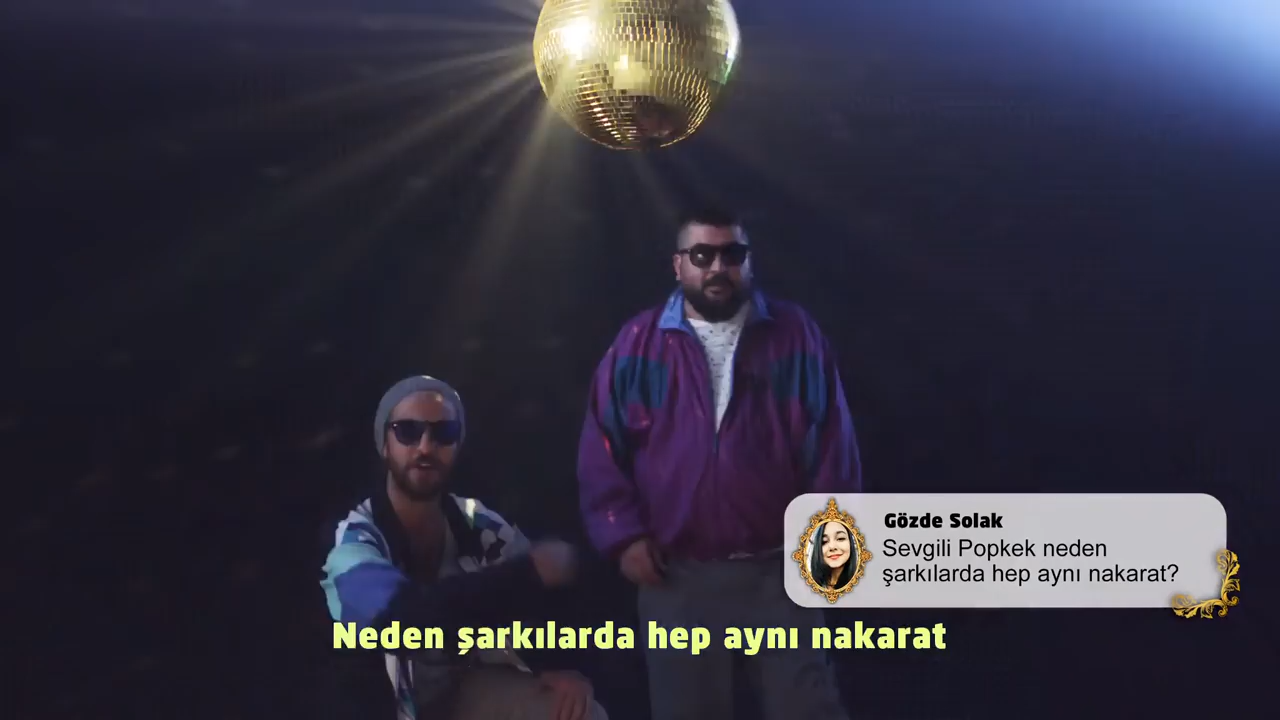 Gözde Solak
Sevgili Popkek neden
şarkılarda hep aynı nakarat?
Neden şarkılarda hep aynı nakarat